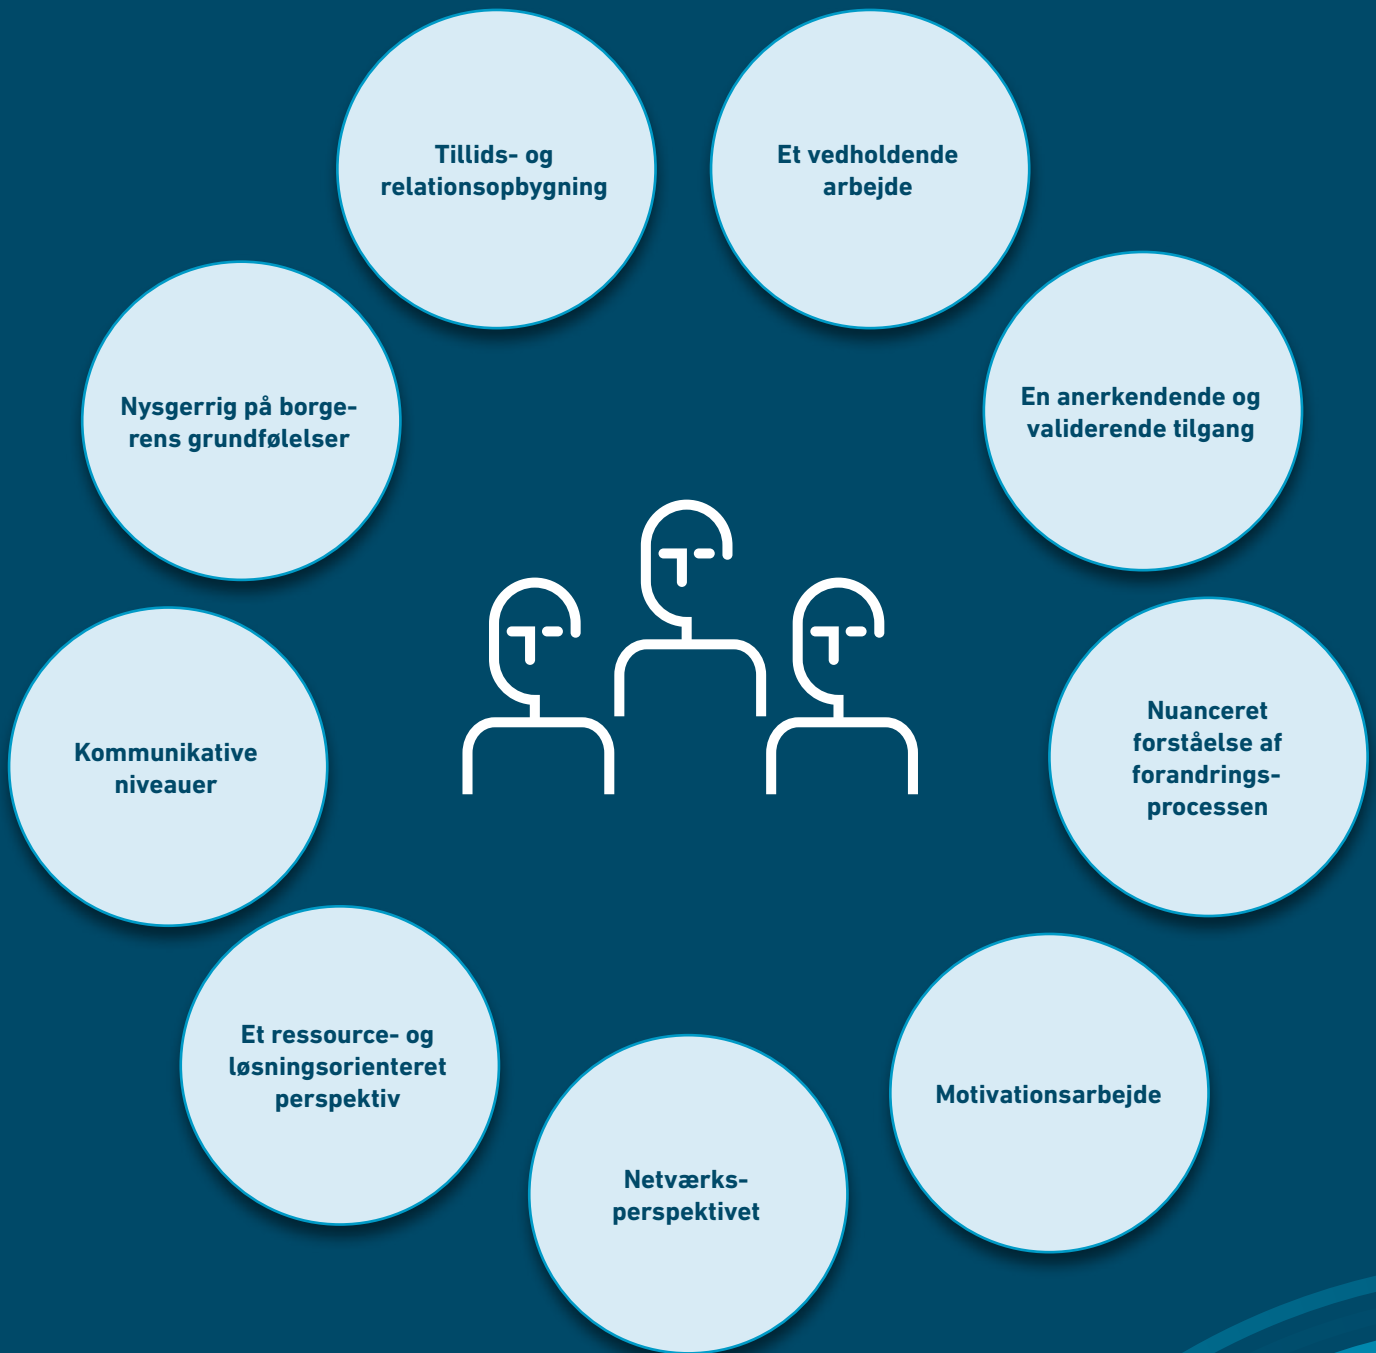 Tillids- og
relationsopbygning
Et vedholdende
arbejde
Nysgerrig på borge-
rens grundfølelser
En anerkendende og
validerende tilgang
Kommunikative
niveauer
Nuanceret
forståelse af
forandrings-
processen
Et ressource- og
løsningsorienteret
perspektiv
Motivationsarbejde
Netværks-
perspektivet